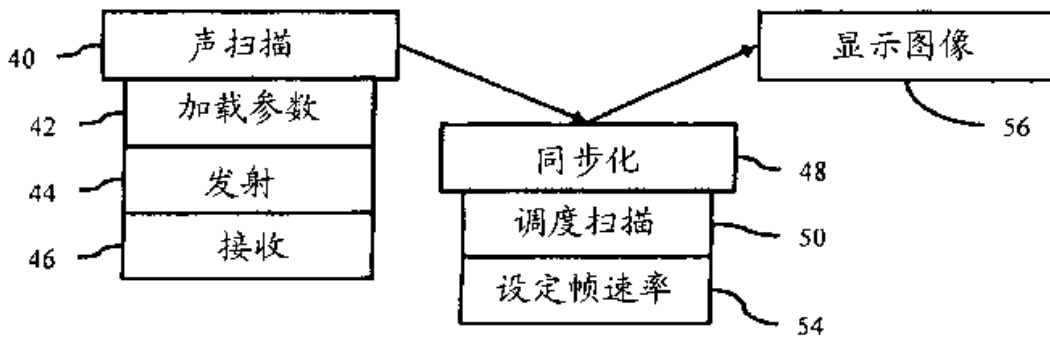 声扫描
40
加载参数
42
发射
44
接收
46
同步化
48
调度扫描
50
设定帧速率
54
显示图像
56